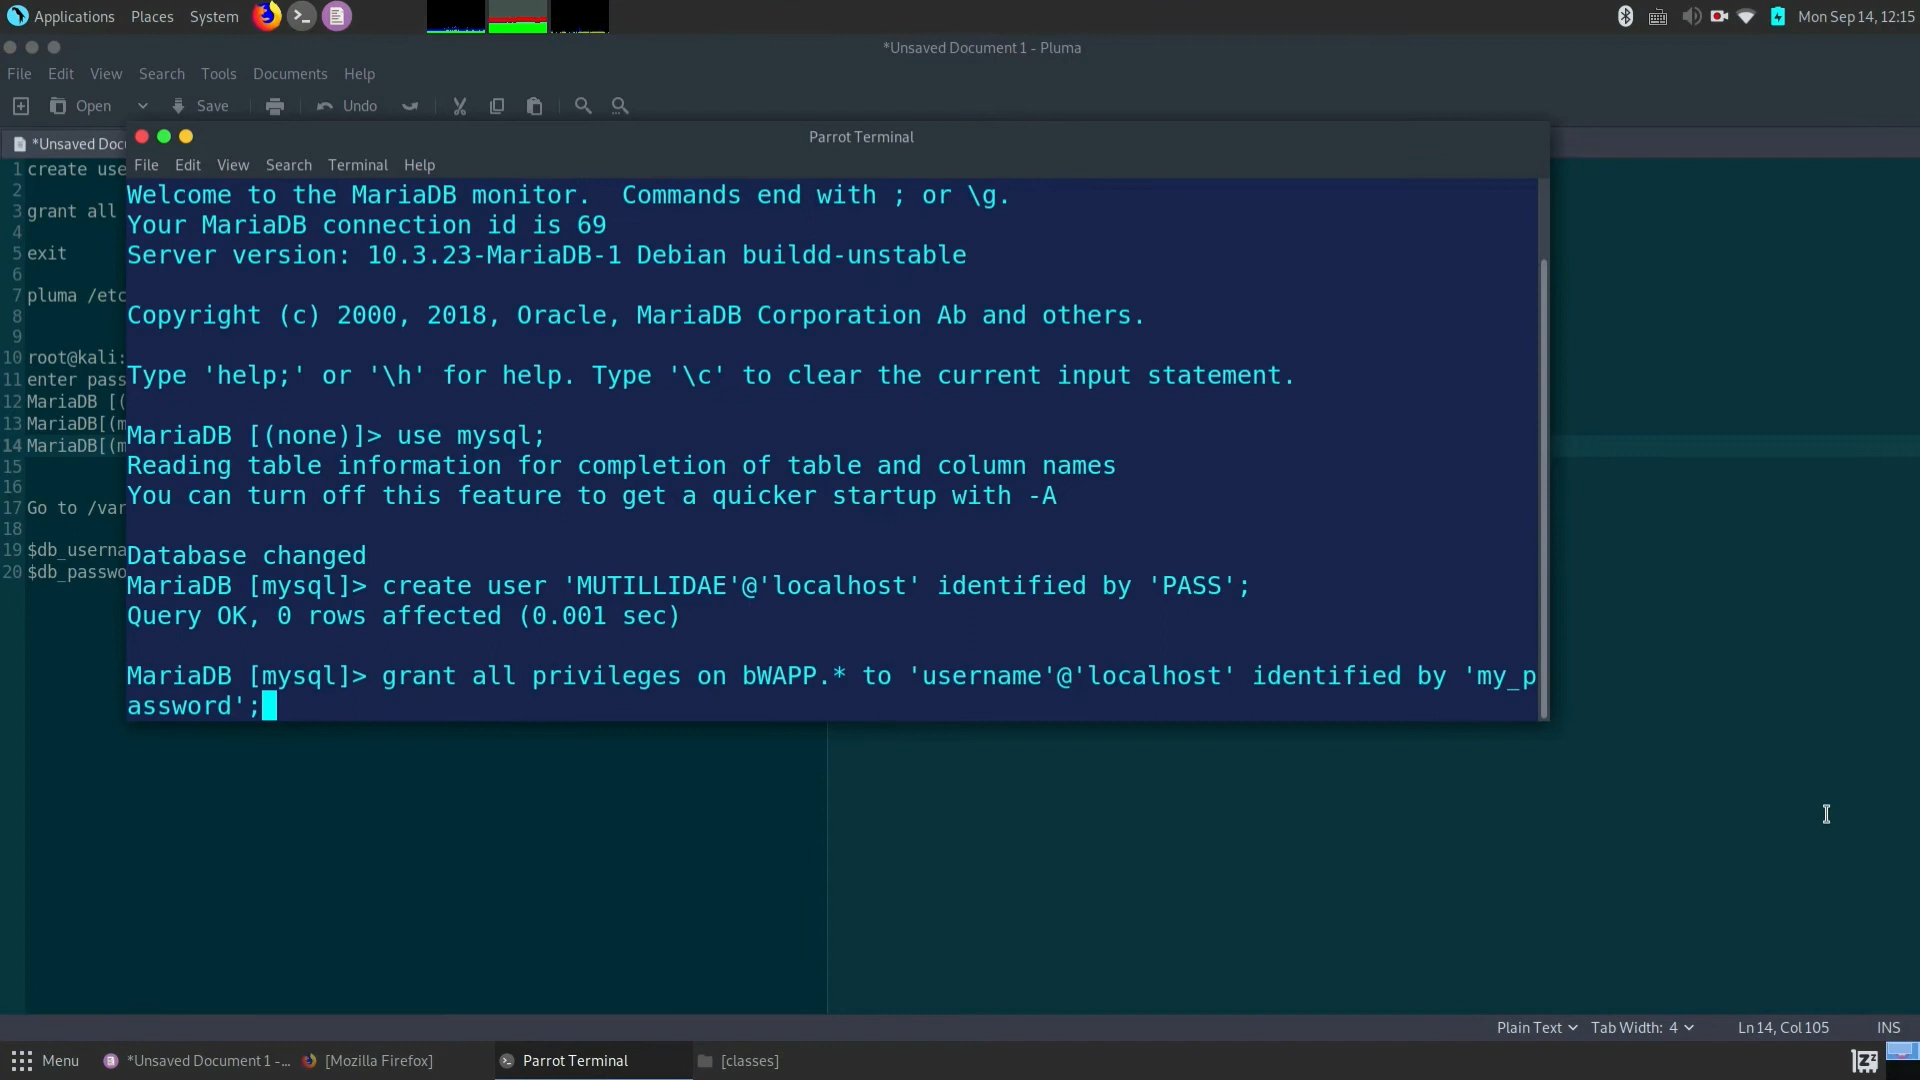 Applications Places System Mon Sep 14, 12:15
*Unsaved Document 1 - Pluma
File Edit View Search Tools Documents Help
Open Save Undo
*Unsaved Doc
Parrot Terminal
File Edit View Search Terminal Help
1 create use
2
3 grant all
4
5 exit
6
7 pluma /etc
8
9
10 root@kali:
11 enter pass
12 MariaDB [(
13 MariaDB[(m
14 MariaDB[(m
15
16
17 Go to /var
18
19 $db_userna
20 $db_passwo
Welcome to the MariaDB monitor.  Commands end with ; or \g.
Your MariaDB connection id is 69
Server version: 10.3.23-MariaDB-1 Debian buildd-unstable
Copyright (c) 2000, 2018, Oracle, MariaDB Corporation Ab and others.
Type 'help;' or '\h' for help. Type '\c' to clear the current input statement.
MariaDB [(none)]> use mysql;
Reading table information for completion of table and column names
You can turn off this feature to get a quicker startup with -A
Database changed
MariaDB [mysql]> create user 'MUTILLIDAE'@'localhost' identified by 'PASS';
Query OK, 0 rows affected (0.001 sec)
MariaDB [mysql]> grant all privileges on bWAPP.* to 'username'@'localhost' identified by 'my_p
assword';
Plain Text Tab Width: 4 Ln 14, Col 105 INS
Menu *Unsaved Document 1 -... [Mozilla Firefox] Parrot Terminal [classes]